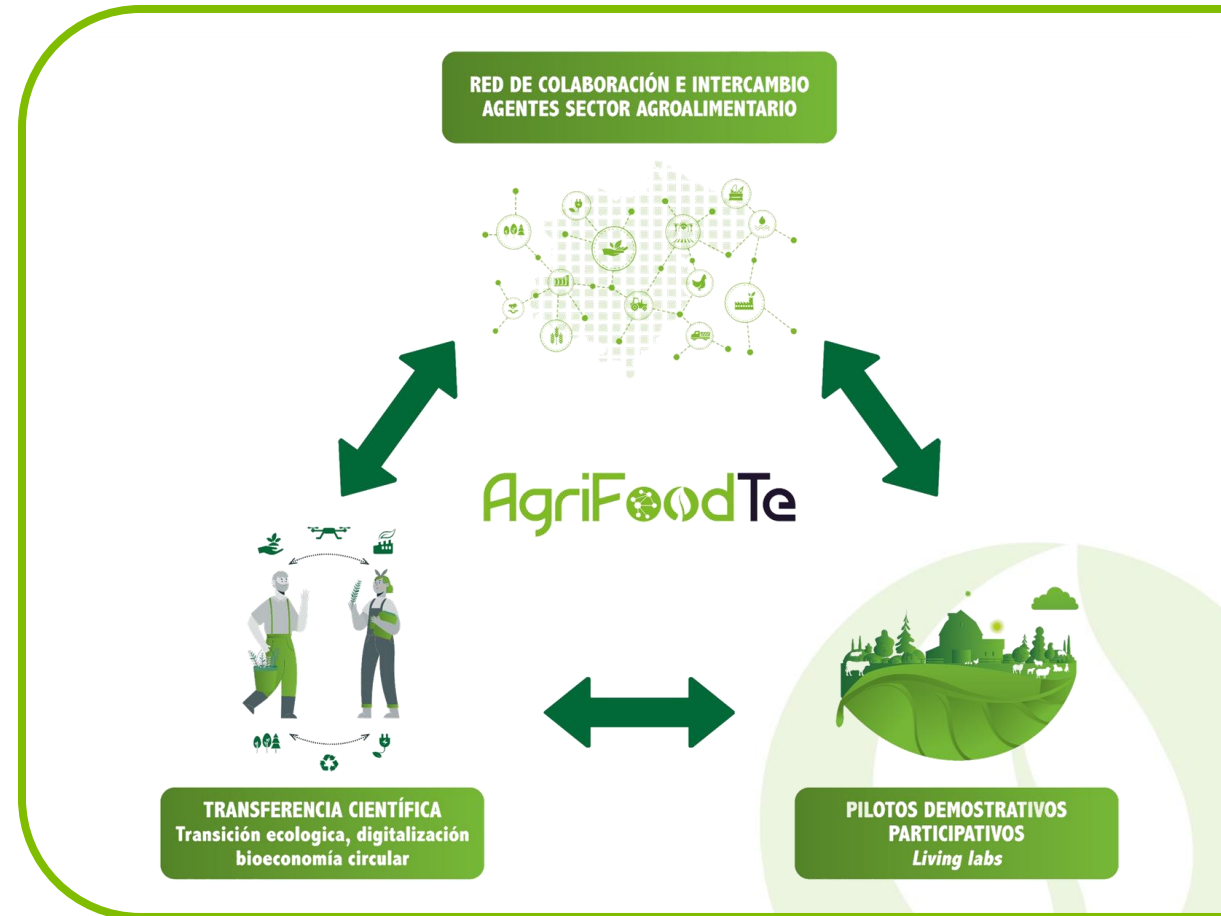 RED DE COLABORACIÓN E INTERCAMBIO
AGENTES SECTOR AGROALIMENTARIO
AgriFoodTe
TRANSFERENCIA CIENTÍFICA
Transición ecologica, digitalización
bioeconomía circular
PILOTOS DEMOSTRATIVOS
PARTICIPATIVOS
Living labs